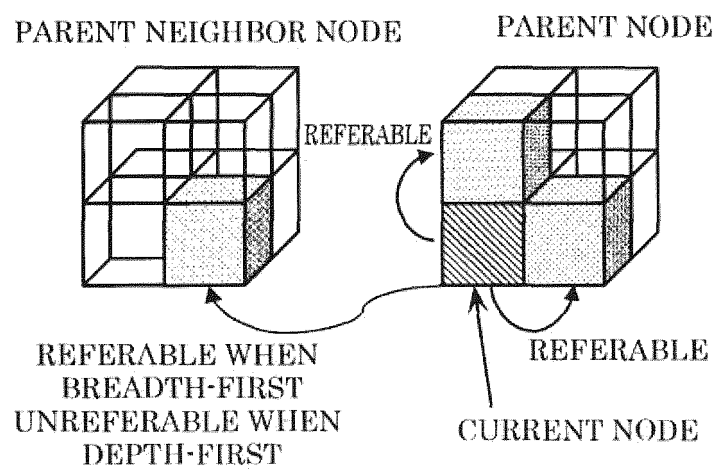 PARENT NEIGHBOR NODE
PARENT NODE
REFERABLE
REFERABLE WHEN
BREADTH-FIRST
UNREFERABLE WHEN
DEPTH-FIRST
REFERABLE
CURRENT NODE